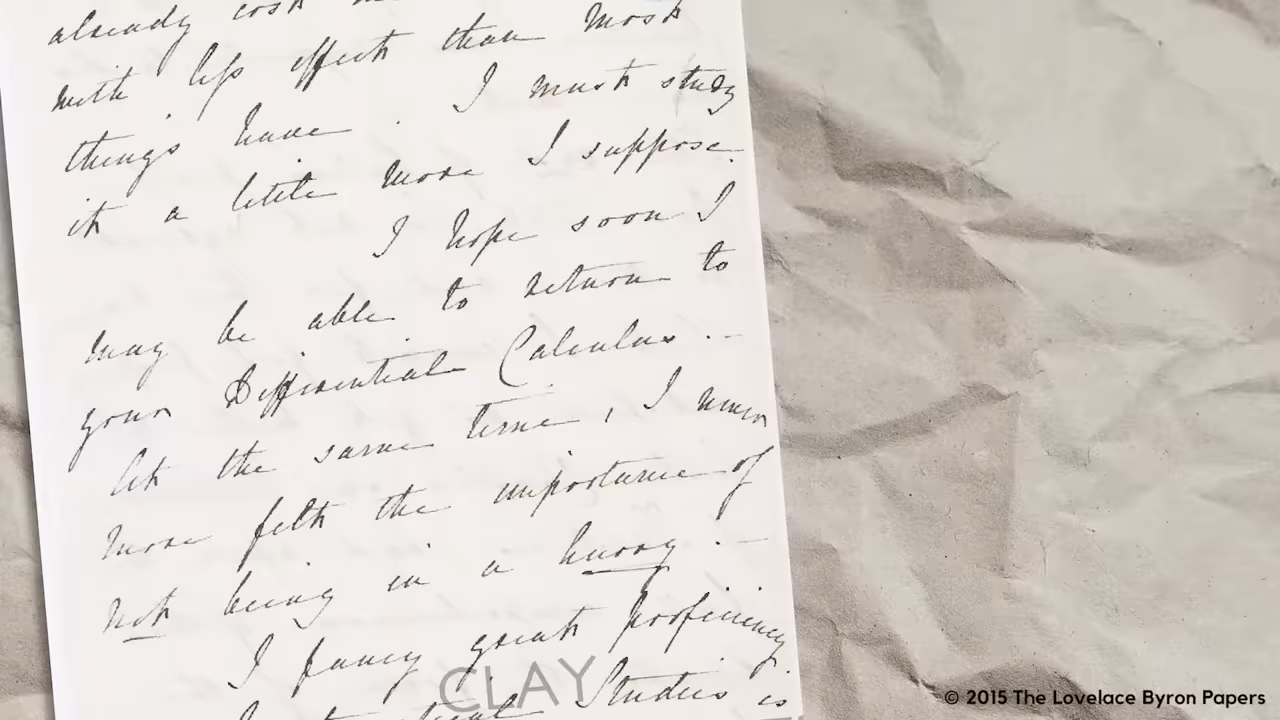 already cost
with less effect than most
things have. I must study
it a little more I suppose.
I hope soon I
may be able to return to
your Differential Calculus. --
At the same time, I never
more felt the importance of
not being in a hurry. --
I fancy great proficiency
Studies is
CLAY
© 2015 The Lovelace Byron Papers